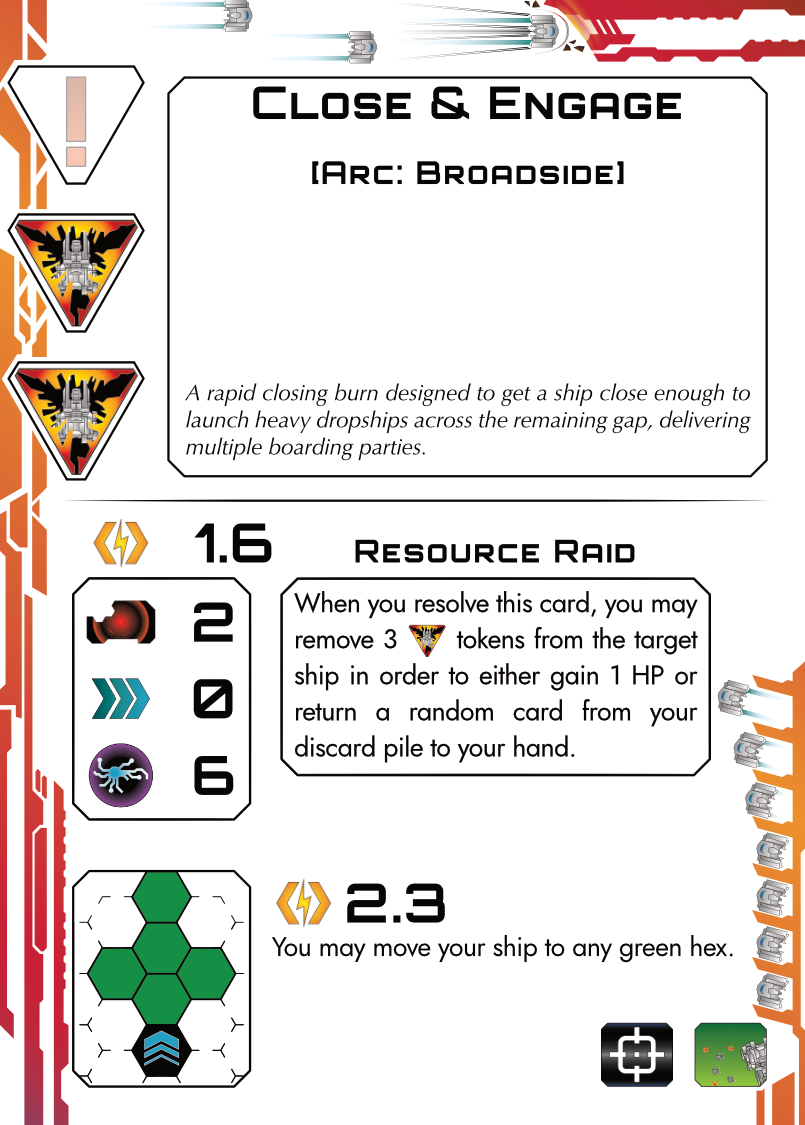 Close & Engage
[Arc: Broadside]
A rapid closing burn designed to get a ship close enough to
launch heavy dropships across the remaining gap, delivering
multiple boarding parties.
1.6
Resource Raid
2
0
6
When you resolve this card, you may
remove 3 tokens from the target
ship in order to either gain 1 HP or
return a random card from your
discard pile to your hand.
2.3
You may move your ship to any green hex.